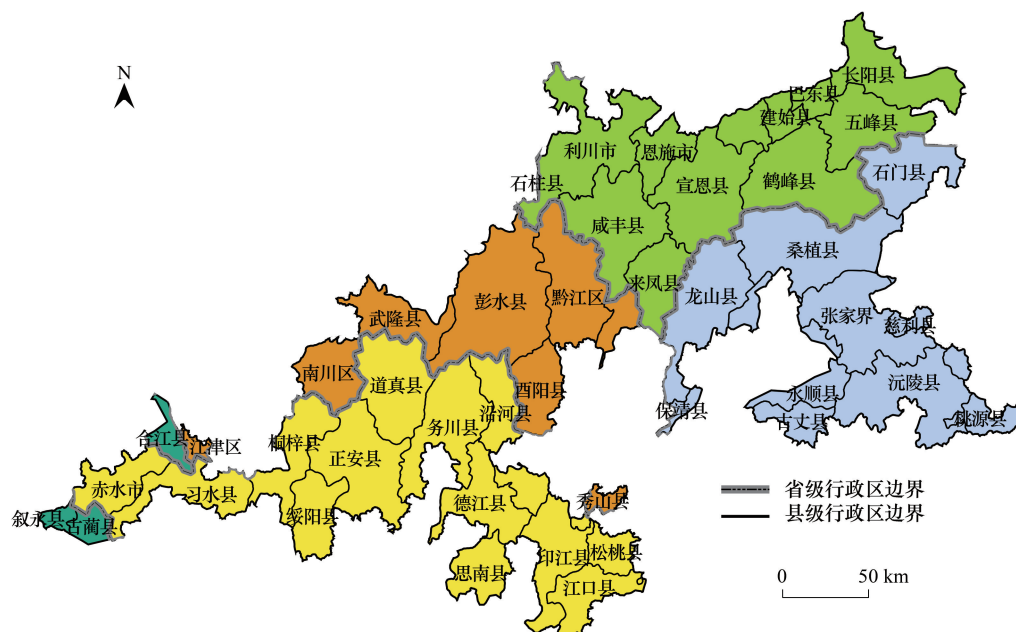 N
长阳县
巴东县
建始县
五峰县
利川市
恩施市
石门县
石柱县
宣恩县
鹤峰县
咸丰县
桑植县
来凤县
龙山县
彭水县
黔江区
张家界
慈利县
武隆县
南川区
道真县
酉阳县
沅陵县
永顺县
沿河县
保靖县
古丈县
桃源县
务川县
桐梓县
合江县
江津区
正安县
赤水市
习水县
省级行政区边界
县级行政区边界
德江县
秀山县
绥阳县
叙永县
古蔺县
印江县
松桃县
思南县
江口县
0
50 km